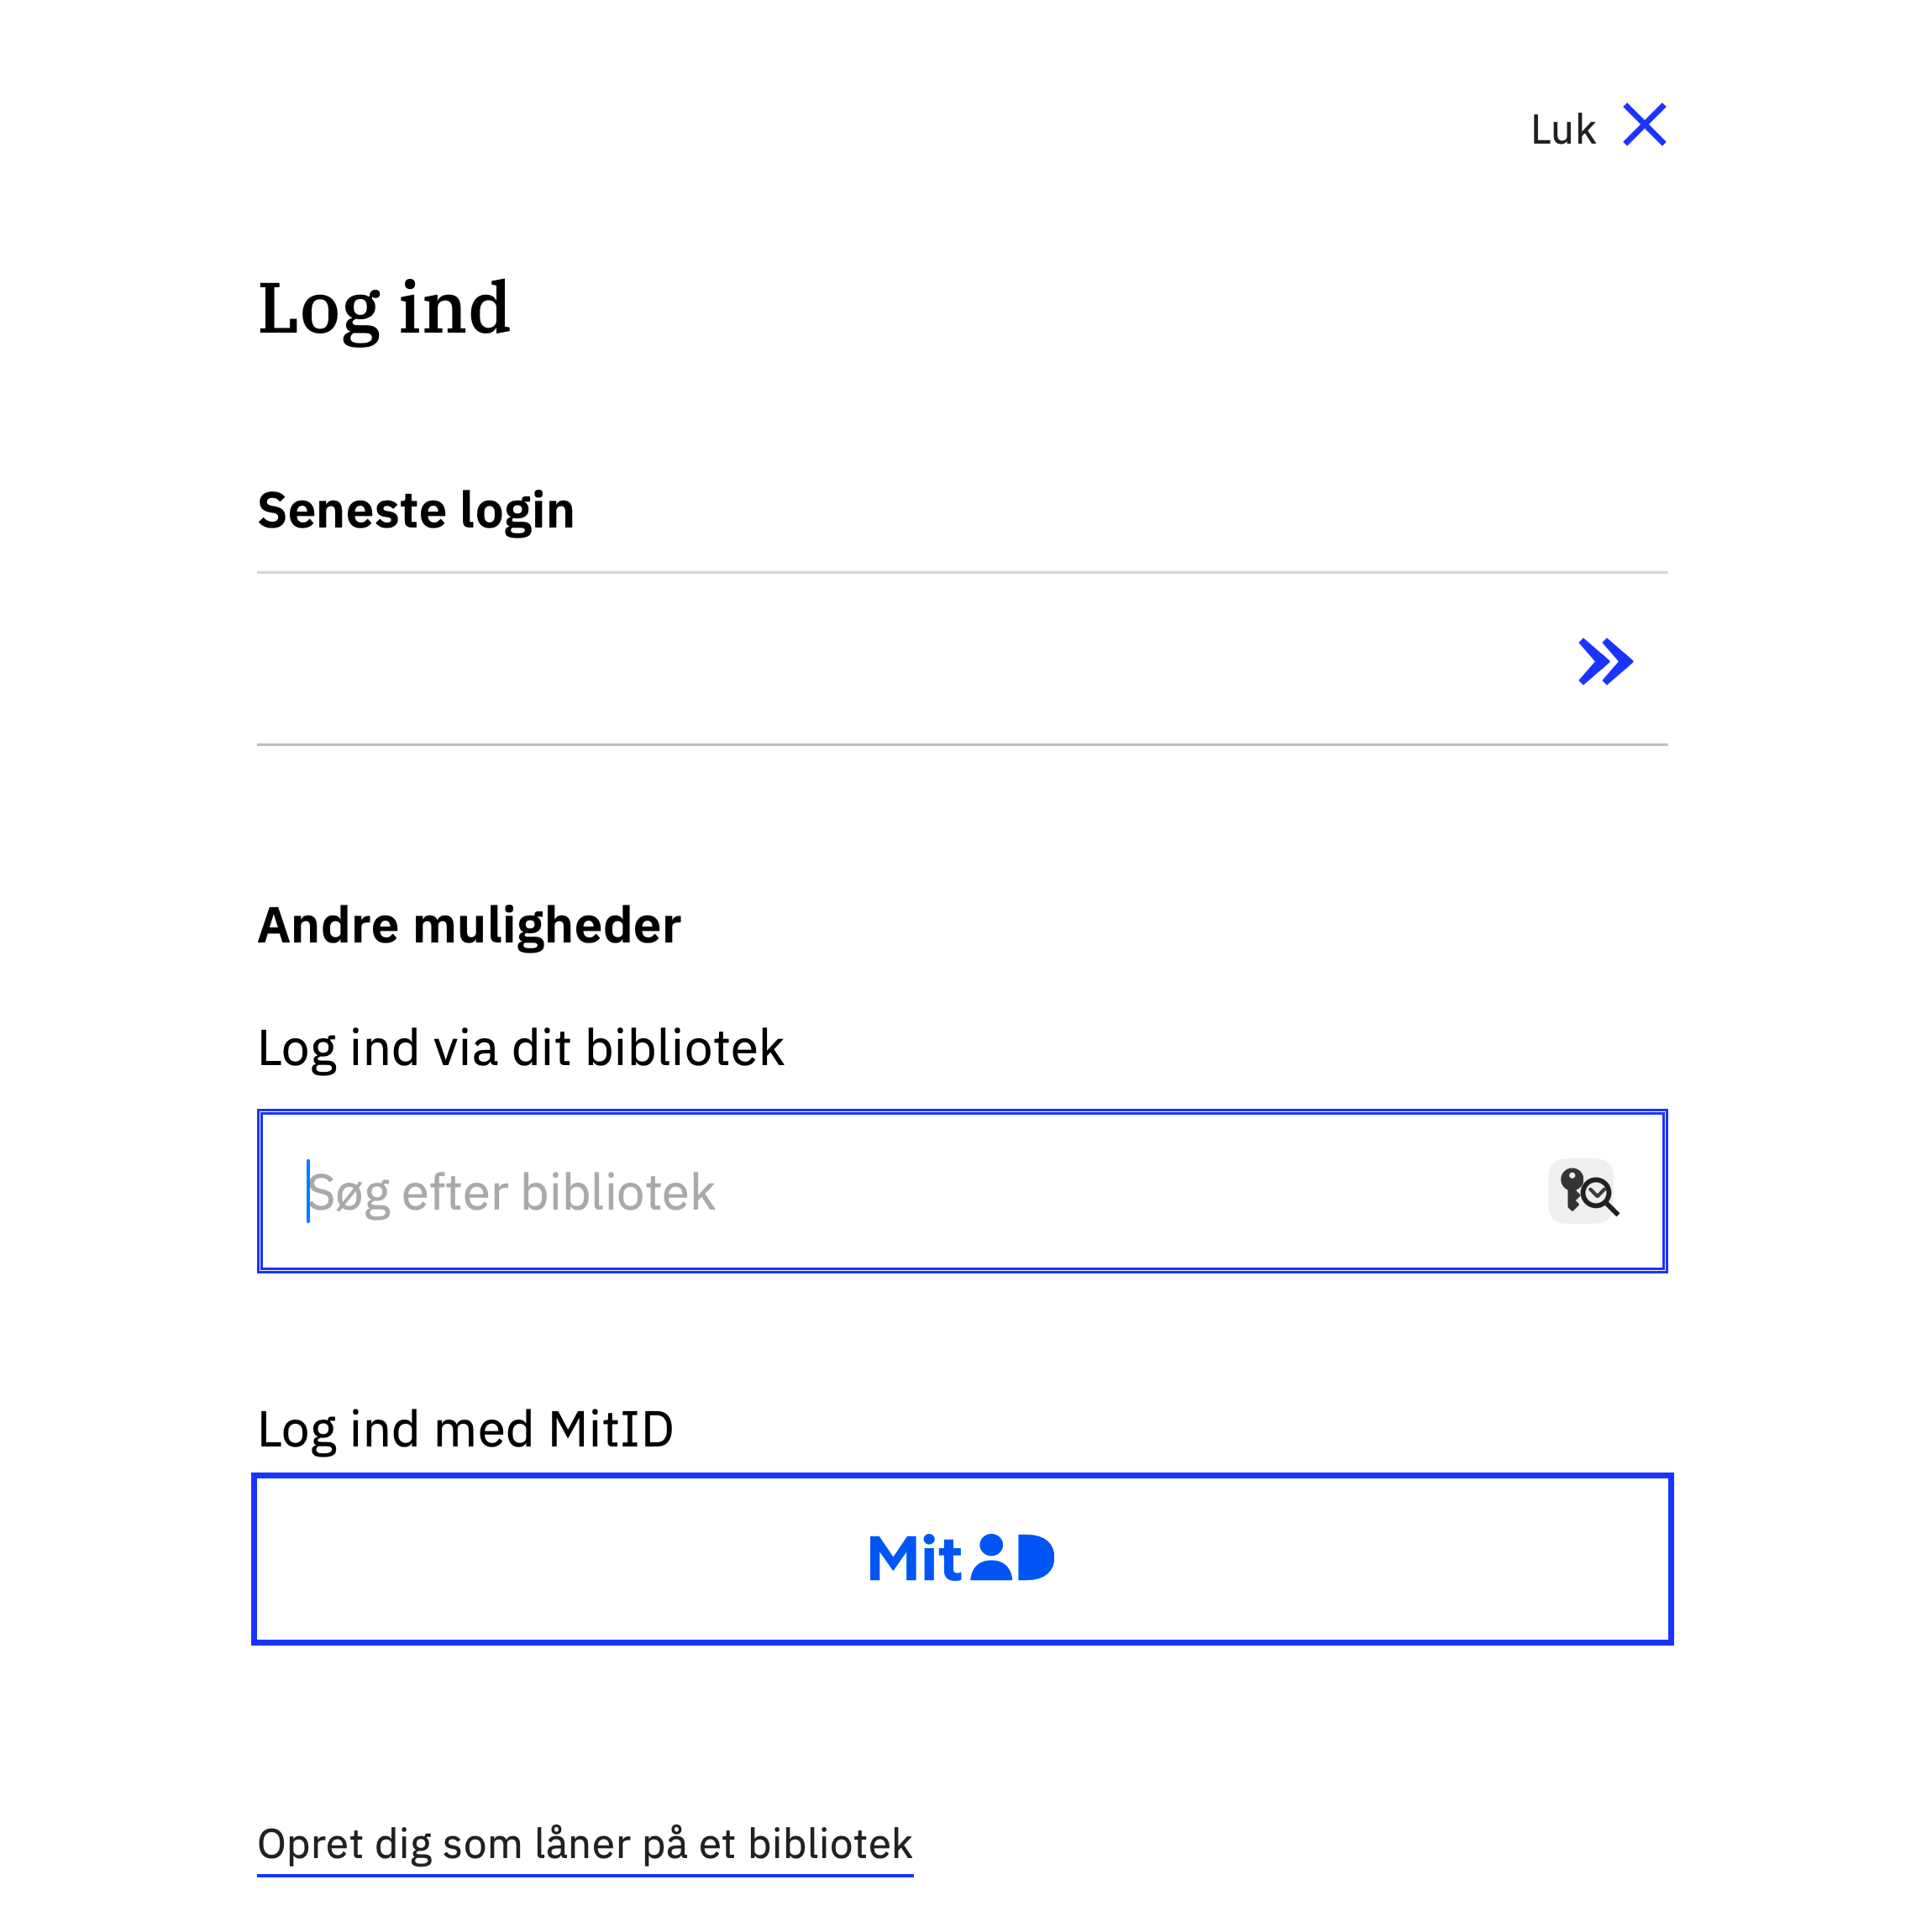 Luk
Log ind
Seneste login
Andre muligheder
Log ind via dit bibliotek
Søg efter bibliotek
Log ind med MitID
Mit D
Opret dig som låner på et bibliotek